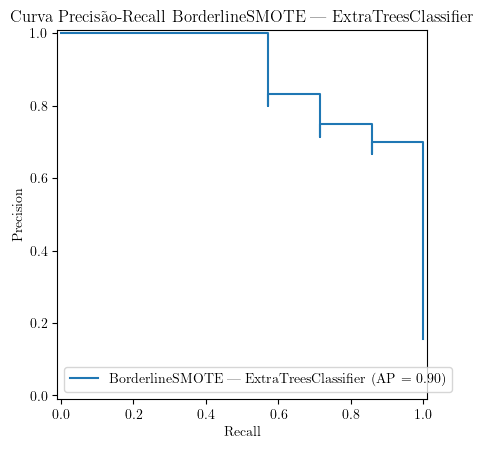 Curva Precisão-Recall BorderlineSMOTE — ExtraTreesClassifier
1.0
0.8
0.6
0.4
0.2
0.0
Precision
BorderlineSMOTE — ExtraTreesClassifier (AP = 0.90)
0.0 0.2 0.4 0.6 0.8 1.0
Recall